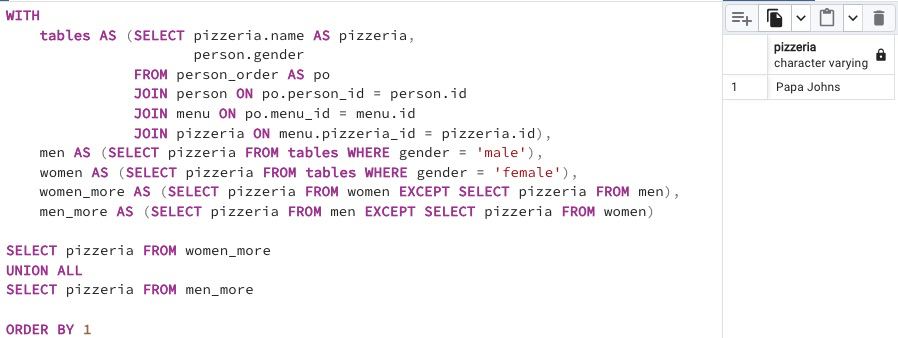 WITH
tables AS (SELECT pizzeria.name AS pizzeria,
person.gender
FROM person_order AS po
JOIN person ON po.person_id = person.id
JOIN menu ON po.menu_id = menu.id
JOIN pizzeria ON menu.pizzeria_id = pizzeria.id),
men AS (SELECT pizzeria FROM tables WHERE gender = 'male'),
women AS (SELECT pizzeria FROM tables WHERE gender = 'female'),
women_more AS (SELECT pizzeria FROM women EXCEPT SELECT pizzeria FROM men),
men_more AS (SELECT pizzeria FROM men EXCEPT SELECT pizzeria FROM women)
SELECT pizzeria FROM women_more
UNION ALL
SELECT pizzeria FROM men_more
ORDER BY 1
pizzeria
character varying
1 Papa Johns